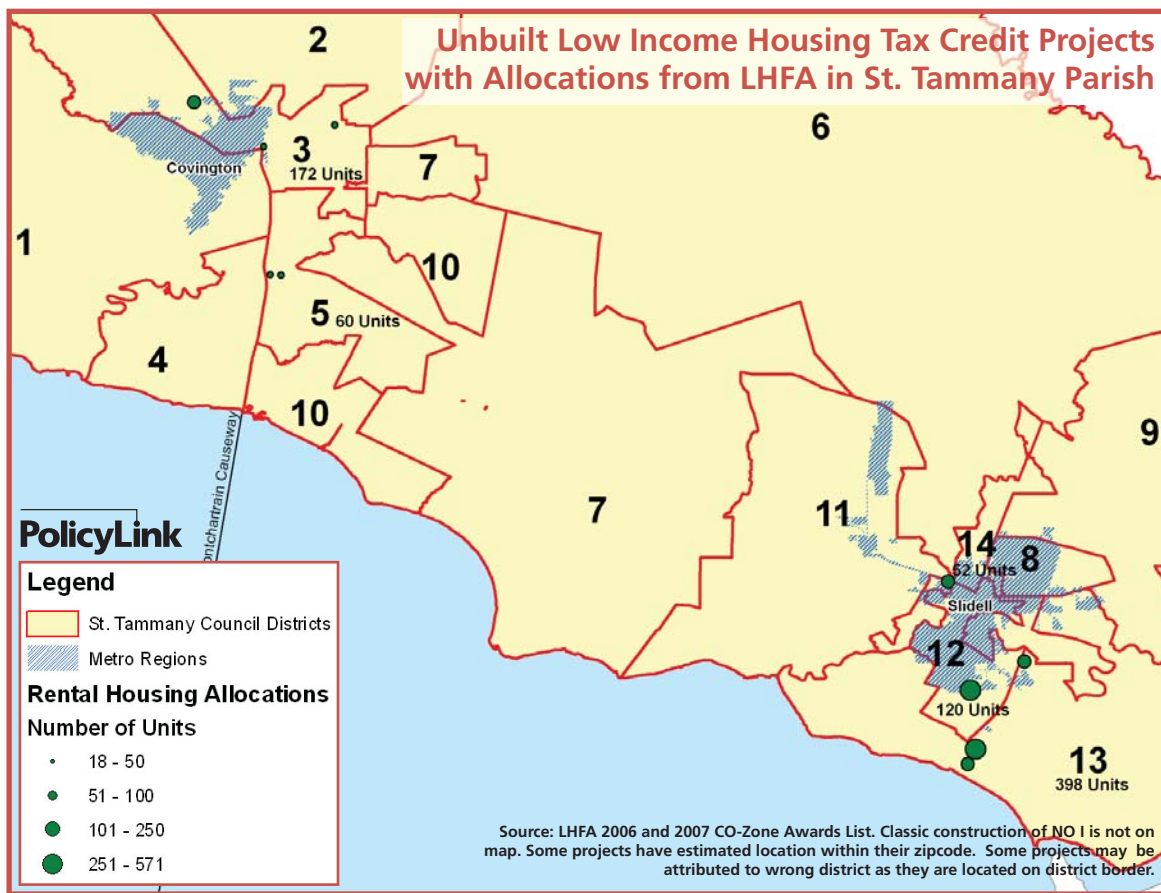 Unbuilt Low Income Housing Tax Credit Projects
with Allocations from LHFA in St. Tammany Parish
2
6
3
172 Units
7
Covington
1
10
5 60 Units
4
10
9
7
11
14
8
52 Units
Slidell
12
120 Units
13
398 Units
ontchartrain Causeway
PolicyLink
Legend
St. Tammany Council Districts
Metro Regions
Rental Housing Allocations
Number of Units
18 - 50
51 - 100
101 - 250
251 - 571
Source: LHFA 2006 and 2007 CO-Zone Awards List. Classic construction of NO I is not on
map. Some projects have estimated location within their zipcode. Some projects may be
attributed to wrong district as they are located on district border.